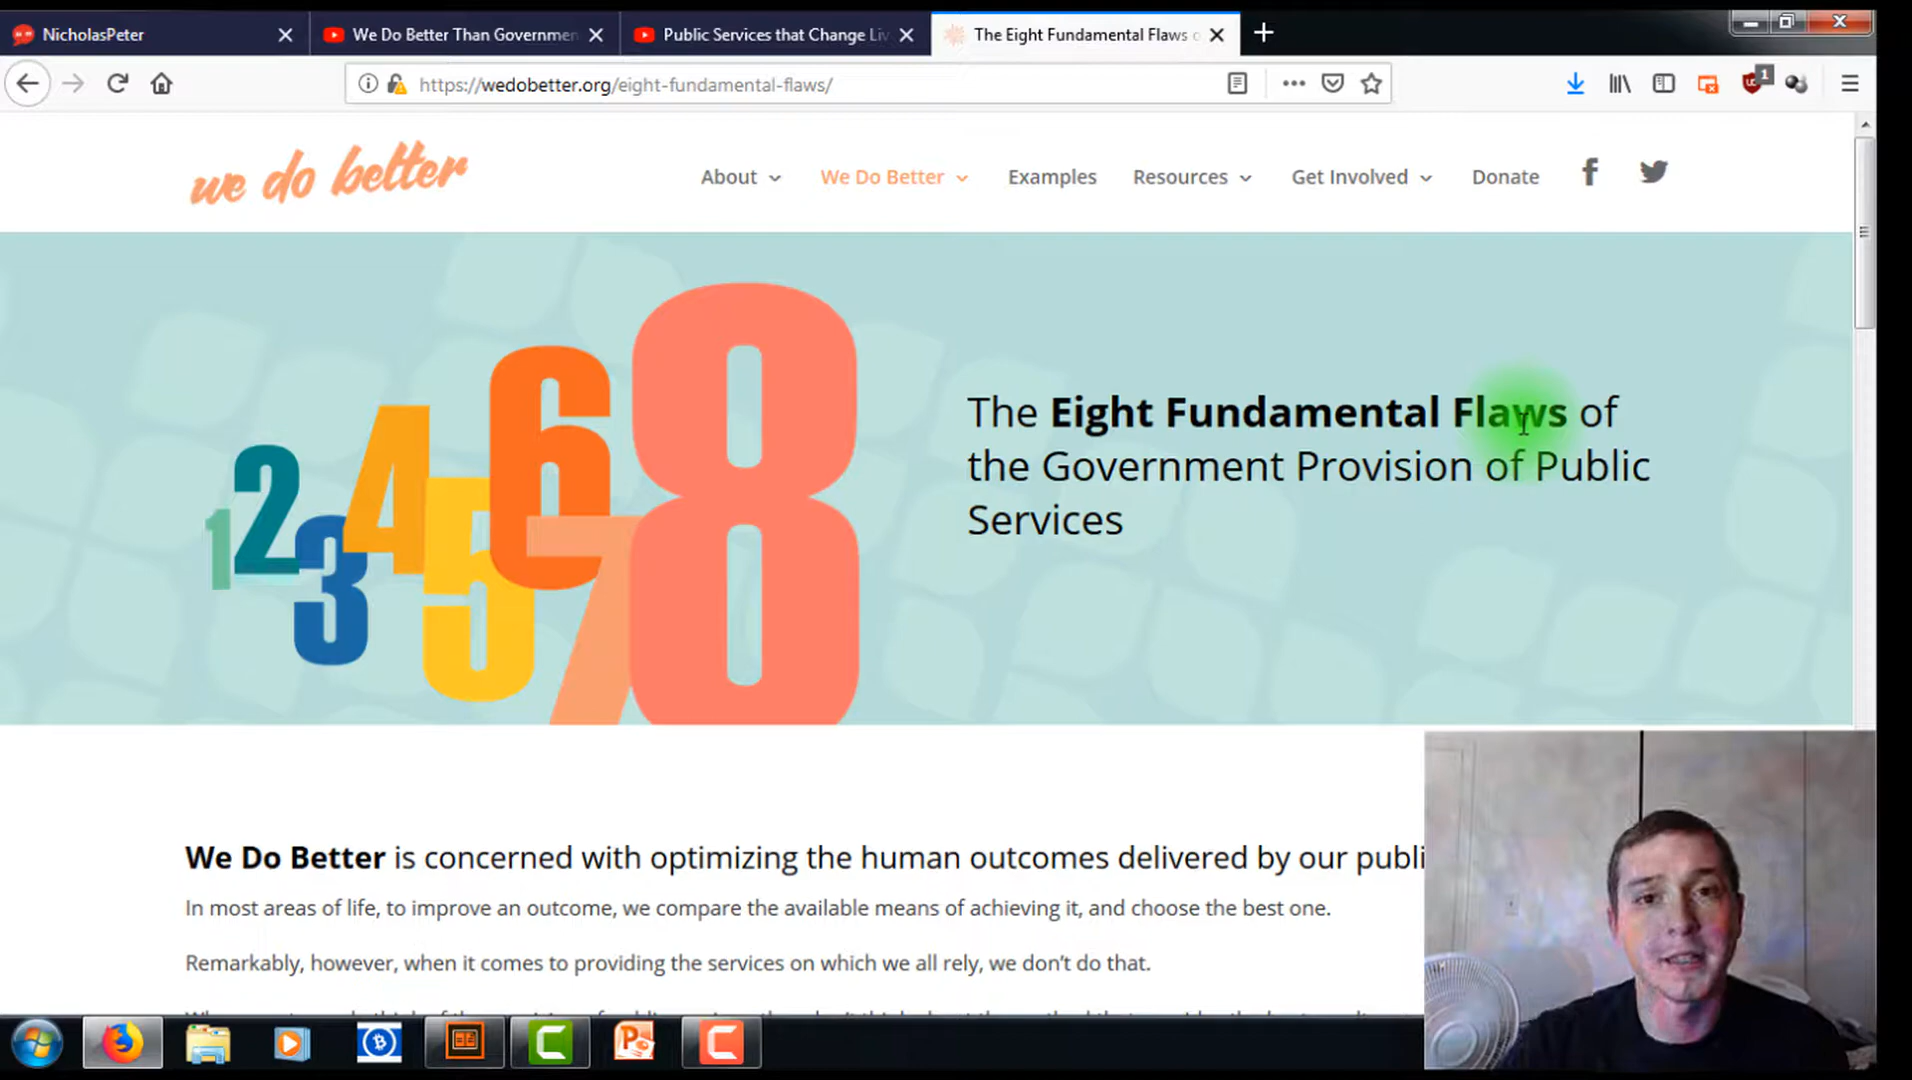 NicholasPeter
We Do Better Than Governmen
Public Services that Change Liv
The Eight Fundamental Flaws o
https://wedobetter.org/eight-fundamental-flaws/
1
we do better
About
We Do Better
Examples
Resources
Get Involved
Donate
12345678
The Eight Fundamental Flaws of
the Government Provision of Public
Services
We Do Better is concerned with optimizing the human outcomes delivered by our publi
In most areas of life, to improve an outcome, we compare the available means of achieving it, and choose the best one.
Remarkably, however, when it comes to providing the services on which we all rely, we don't do that.